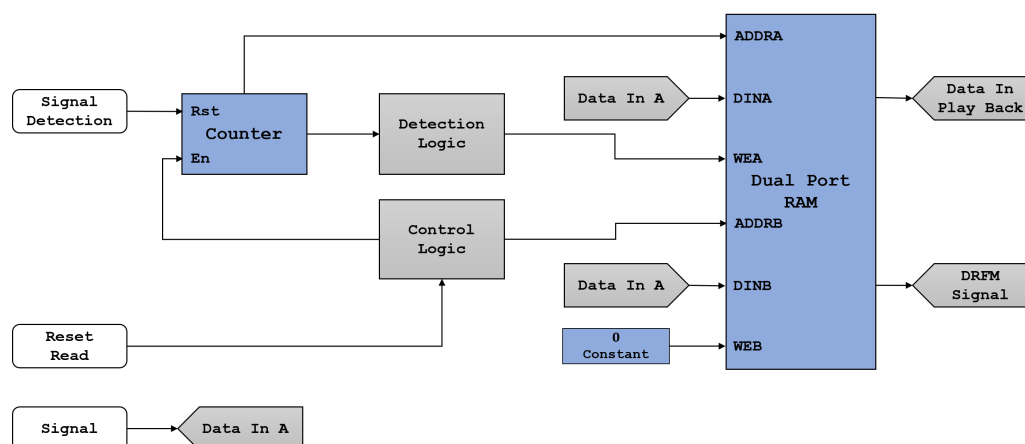 ADDRA
Signal
Detection
Rst
Counter
En
Detection
Logic
Data In A
DINA
Data In
Play Back
WEA
Dual Port
RAM
Control
Logic
ADDRB
Data In A
DINB
DRFM
Signal
Reset
Read
0
Constant
WEB
Signal
Data In A